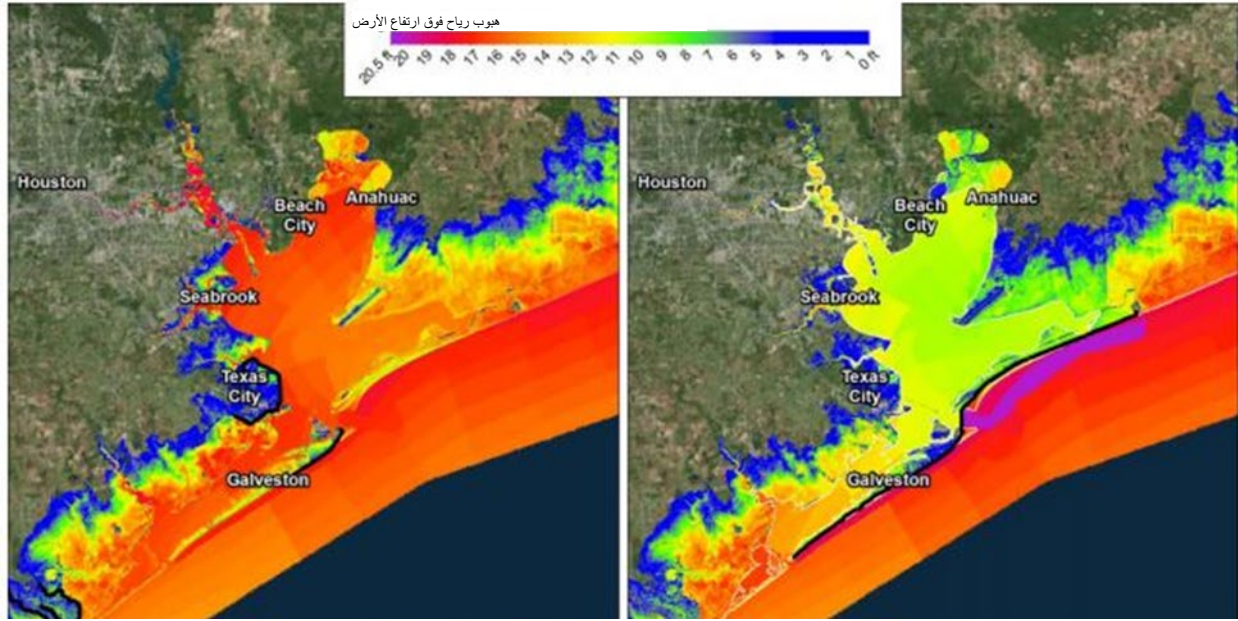 هبوب رياح فوق ارتفاع الأرض
20.5 ft 20 19 18 17 16 15 14 13 12 11 10 9 8 7 6 5 4 3 2 1 0 ft
Houston
Beach City
Anahuac
Seabrook
Texas City
Galveston
Houston
Beach City
Anahuac
Seabrook
Texas City
Galveston